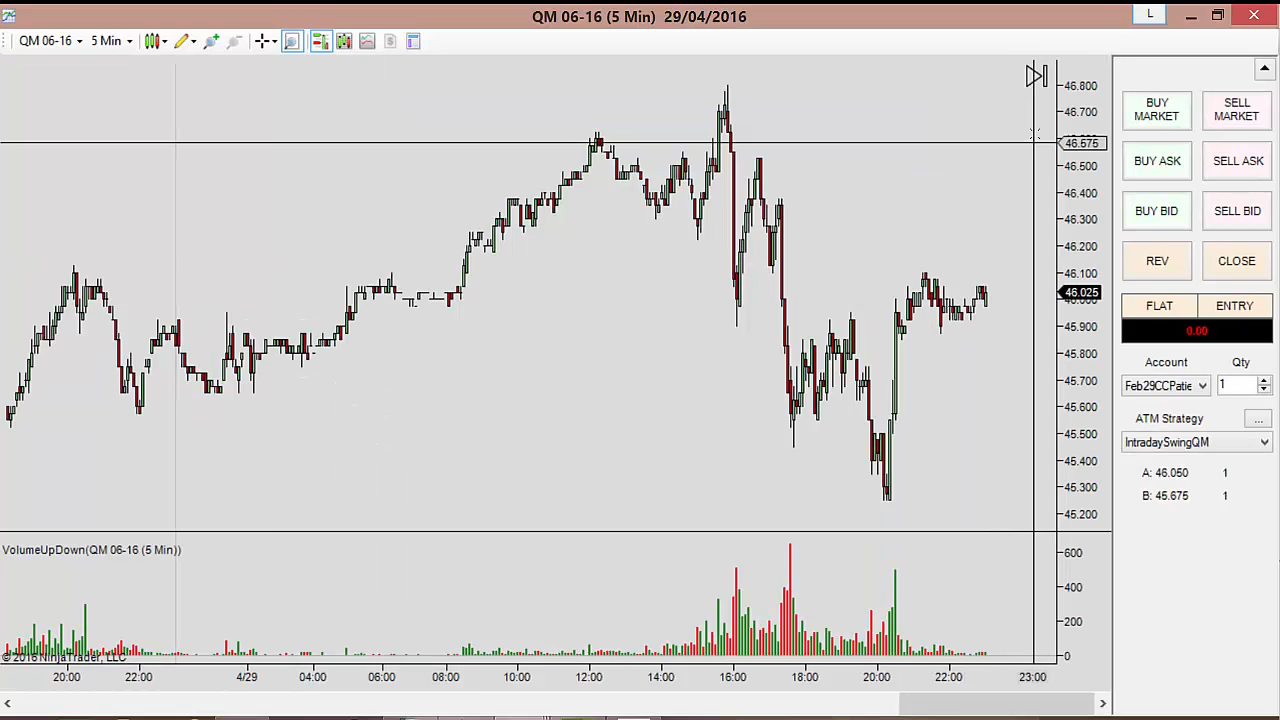 QM 06-16 (5 Min) 29/04/2016
L
QM 06-16
5 Min
46.800
46.700
46.575
46.500
46.400
46.300
46.200
46.100
46.025
45.900
45.800
45.700
45.600
45.500
45.400
45.300
45.200
BUY MARKET
SELL MARKET
BUY ASK
SELL ASK
BUY BID
SELL BID
REV
CLOSE
FLAT
ENTRY
0.00
Account
Qty
Feb29CCPatie
1
ATM Strategy
...
IntradaySwingQM
A: 46.050 1
B: 45.675 1
VolumeUpDown(QM 06-16 (5 Min))
600
400
200
0
© 2016 NinjaTrader, LLC
20:00
22:00
4/29
04:00
06:00
08:00
10:00
12:00
14:00
16:00
18:00
20:00
22:00
23:00